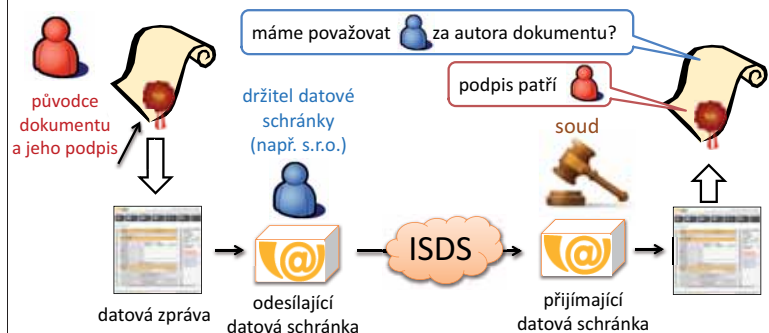 máme považovat za autora dokumentu?
podpis patří
původce
dokumentu
a jeho podpis
držitel datové
schránky
(např. s.r.o.)
soud
ISDS
datová zpráva
odesílající
datová schránka
přijímající
datová schránka